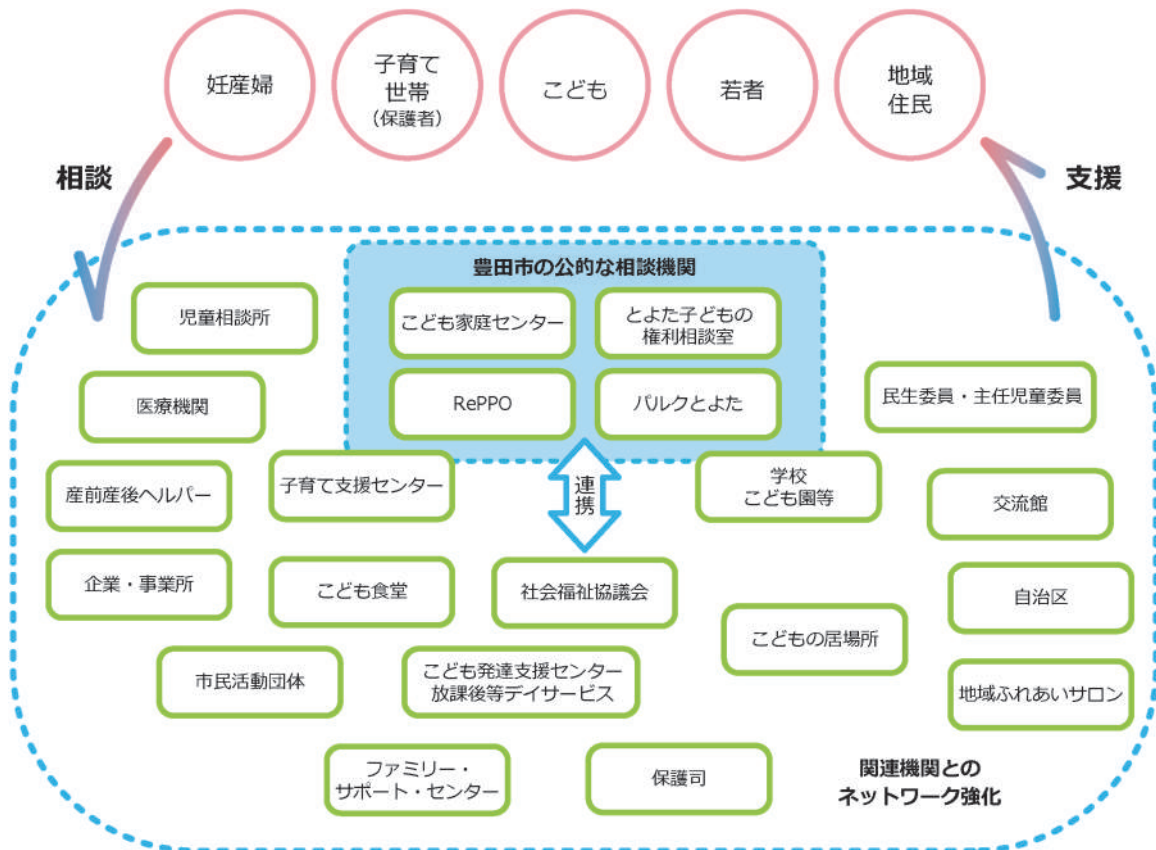 妊産婦
子育て
世帯
(保護者)
こども
若者
地域
住民
相談
支援
豊田市の公的な相談機関
こども家庭センター
とよた子どもの
権利相談室
RePPO
パルクとよた
児童相談所
医療機関
民生委員・主任児童委員
産前産後ヘルパー
子育て支援センター
連携
学校
こども園等
交流館
企業・事業所
こども食堂
社会福祉協議会
自治区
こどもの居場所
市民活動団体
こども発達支援センター
放課後等デイサービス
地域ふれあいサロン
ファミリー・
サポート・センター
保護司
関連機関との
ネットワーク強化